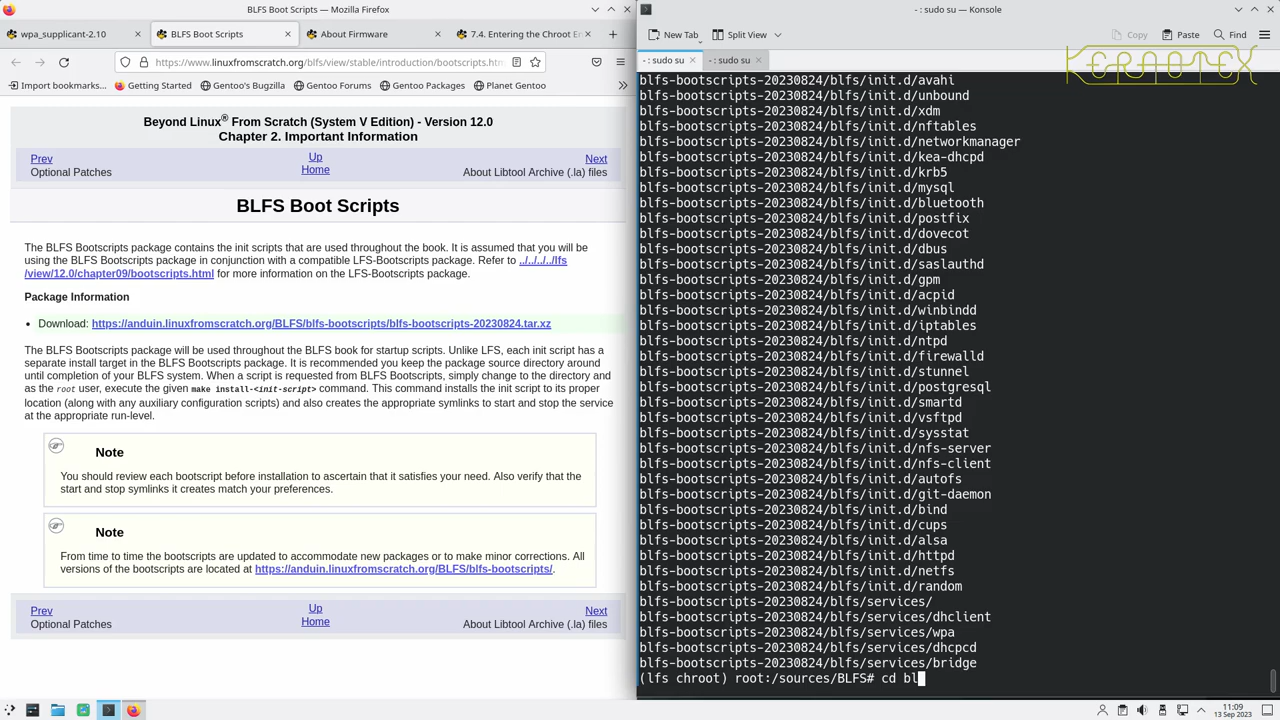 BLFS Boot Scripts — Mozilla Firefox
wpa_supplicant-2.10
BLFS Boot Scripts
About Firmware
7.4. Entering the Chroot En
https://www.linuxfromscratch.org/blfs/view/stable/introduction/bootscripts.htm
Import bookmarks...
Getting Started
Gentoo's Bugzilla
Gentoo Forums
Gentoo Packages
Planet Gentoo
Beyond Linux® From Scratch (System V Edition) - Version 12.0
Chapter 2. Important Information
Prev
Up
Next
Optional Patches
Home
About Libtool Archive (.la) files
BLFS Boot Scripts
The BLFS Bootscripts package contains the init scripts that are used throughout the book. It is assumed that you will be
using the BLFS Bootscripts package in conjunction with a compatible LFS-Bootscripts package. Refer to ../../../../lfs
/view/12.0/chapter09/bootscripts.html for more information on the LFS-Bootscripts package.
Package Information
• Download: https://anduin.linuxfromscratch.org/BLFS/blfs-bootscripts/blfs-bootscripts-20230824.tar.xz
The BLFS Bootscripts package will be used throughout the BLFS book for startup scripts. Unlike LFS, each init script has a
separate install target in the BLFS Bootscripts package. It is recommended you keep the package source directory around
until completion of your BLFS system. When a script is requested from BLFS Bootscripts, simply change to the directory and
as the root user, execute the given make install-<init-script> command. This command installs the init script to its proper
location (along with any auxiliary configuration scripts) and also creates the appropriate symlinks to start and stop the service
at the appropriate run-level.
Note
You should review each bootscript before installation to ascertain that it satisfies your need. Also verify that the
start and stop symlinks it creates match your preferences.
Note
From time to time the bootscripts are updated to accommodate new packages or to make minor corrections. All
versions of the bootscripts are located at https://anduin.linuxfromscratch.org/BLFS/blfs-bootscripts/.
Prev
Up
Next
Optional Patches
Home
About Libtool Archive (.la) files
- : sudo su — Konsole
New Tab
Split View
Copy
Paste
Find
- : sudo su
- : sudo su
KERNOTEX
blfs-bootscripts-20230824/blfs/init.d/avahi
blfs-bootscripts-20230824/blfs/init.d/unbound
blfs-bootscripts-20230824/blfs/init.d/xdm
blfs-bootscripts-20230824/blfs/init.d/nftables
blfs-bootscripts-20230824/blfs/init.d/networkmanager
blfs-bootscripts-20230824/blfs/init.d/kea-dhcpd
blfs-bootscripts-20230824/blfs/init.d/krb5
blfs-bootscripts-20230824/blfs/init.d/mysql
blfs-bootscripts-20230824/blfs/init.d/bluetooth
blfs-bootscripts-20230824/blfs/init.d/postfix
blfs-bootscripts-20230824/blfs/init.d/dovecot
blfs-bootscripts-20230824/blfs/init.d/dbus
blfs-bootscripts-20230824/blfs/init.d/saslauthd
blfs-bootscripts-20230824/blfs/init.d/gpm
blfs-bootscripts-20230824/blfs/init.d/acpid
blfs-bootscripts-20230824/blfs/init.d/winbindd
blfs-bootscripts-20230824/blfs/init.d/iptables
blfs-bootscripts-20230824/blfs/init.d/ntpd
blfs-bootscripts-20230824/blfs/init.d/firewalld
blfs-bootscripts-20230824/blfs/init.d/stunnel
blfs-bootscripts-20230824/blfs/init.d/postgresql
blfs-bootscripts-20230824/blfs/init.d/smartd
blfs-bootscripts-20230824/blfs/init.d/vsftpd
blfs-bootscripts-20230824/blfs/init.d/sysstat
blfs-bootscripts-20230824/blfs/init.d/nfs-server
blfs-bootscripts-20230824/blfs/init.d/nfs-client
blfs-bootscripts-20230824/blfs/init.d/autofs
blfs-bootscripts-20230824/blfs/init.d/git-daemon
blfs-bootscripts-20230824/blfs/init.d/bind
blfs-bootscripts-20230824/blfs/init.d/cups
blfs-bootscripts-20230824/blfs/init.d/alsa
blfs-bootscripts-20230824/blfs/init.d/httpd
blfs-bootscripts-20230824/blfs/init.d/netfs
blfs-bootscripts-20230824/blfs/init.d/random
blfs-bootscripts-20230824/blfs/services/
blfs-bootscripts-20230824/blfs/services/dhclient
blfs-bootscripts-20230824/blfs/services/wpa
blfs-bootscripts-20230824/blfs/services/dhcpcd
blfs-bootscripts-20230824/blfs/services/bridge
(lfs chroot) root:/sources/BLFS# cd bl
11:09
13 Sep 2023